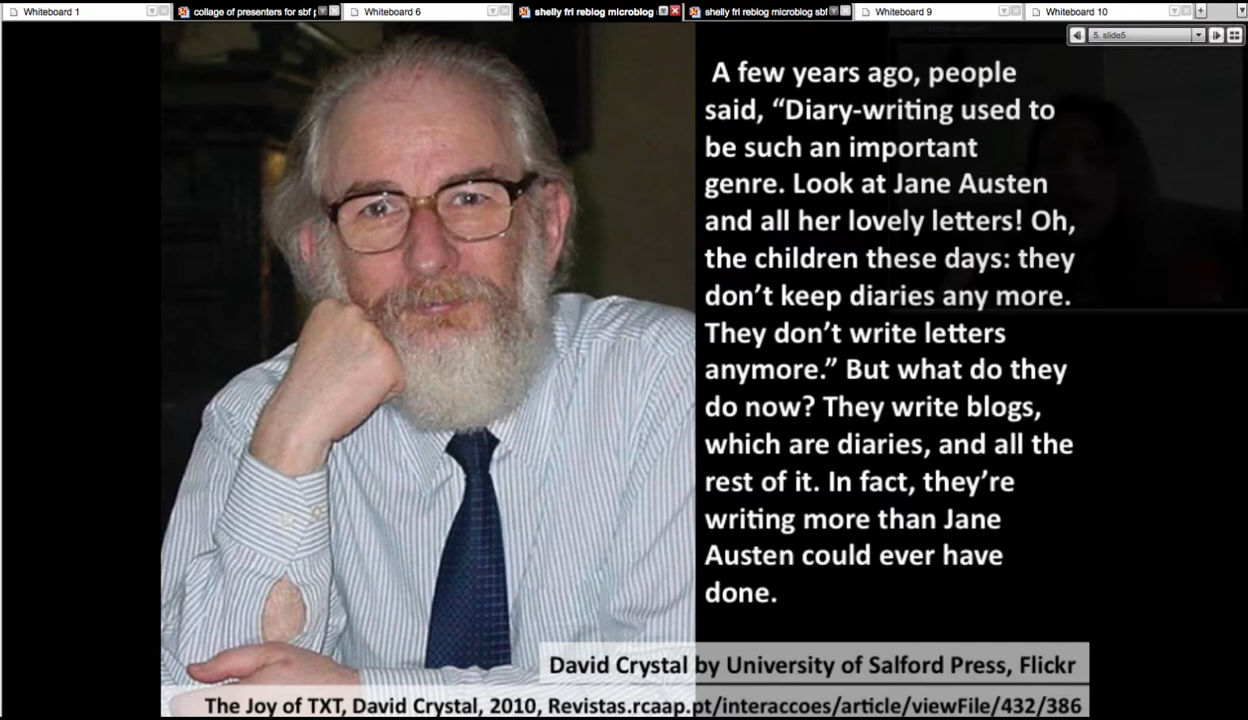 Whiteboard 1
collage of presenters for sbf p
Whiteboard 6
shelly fri reblog microblog
shelly fri reblog microblog sbf
Whiteboard 9
Whiteboard 10
5. slide5
A few years ago, people
said, “Diary-writing used to
be such an important
genre. Look at Jane Austen
and all her lovely letters! Oh,
the children these days: they
don’t keep diaries any more.
They don’t write letters
anymore.” But what do they
do now? They write blogs,
which are diaries, and all the
rest of it. In fact, they’re
writing more than Jane
Austen could ever have
done.
David Crystal by University of Salford Press, Flickr
The Joy of TXT, David Crystal, 2010, Revistas.rcaap.pt/interaccoes/article/viewFile/432/386